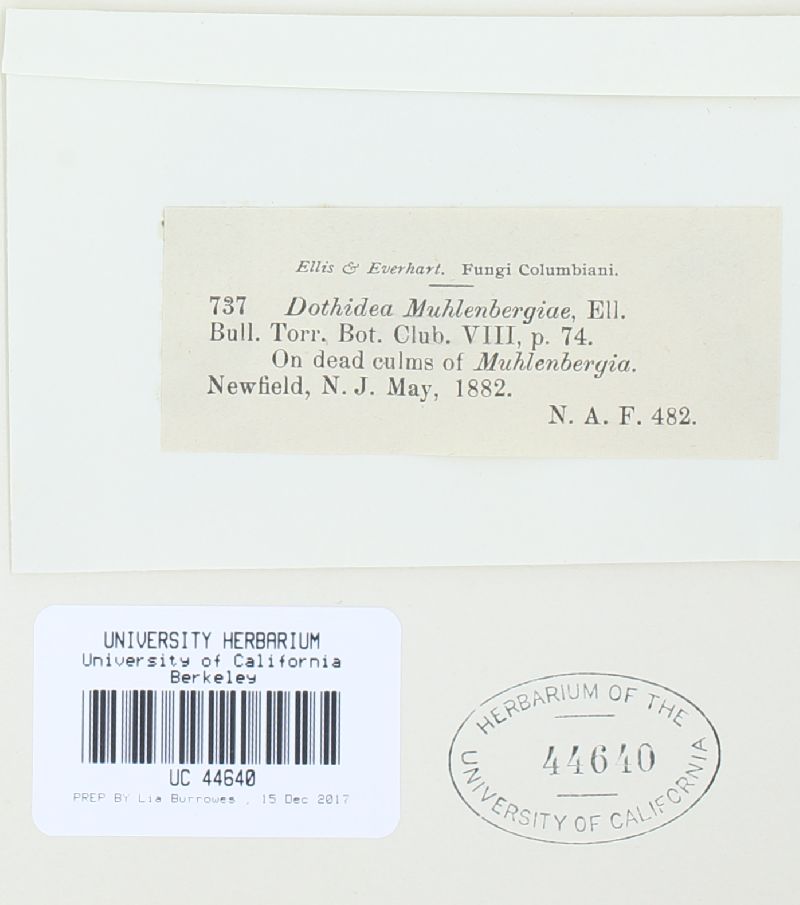 Ellis & Everhart. Fungi Columbiani.
737 Dothidea Muhlenbergiae, Ell.
Bull. Torr. Bot. Club. VIII, p. 74.
On dead culms of Muhlenbergia.
Newfield, N. J. May, 1882.
N. A. F. 482.
UNIVERSITY HERBARIUM
University of California
Berkeley
UC 44640
PREP BY Lia Burrowes , 15 Dec 2017
HERBARIUM OF THE
44640
UNIVERSITY OF CALIFORNIA